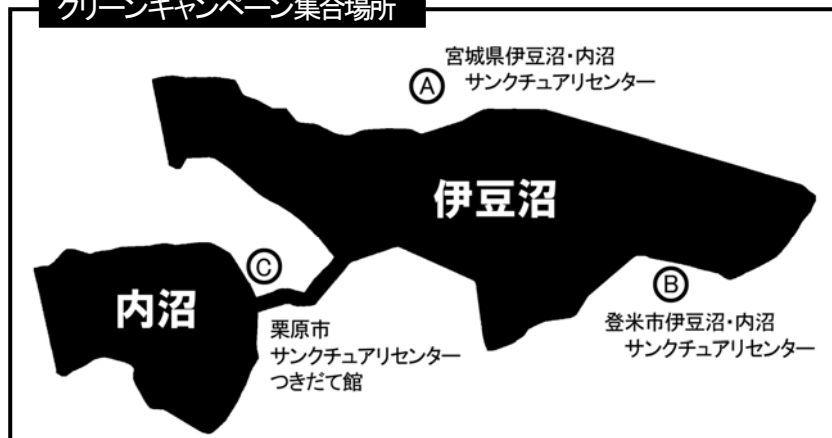 クリーンキャンペーン集合場所
宮城県伊豆沼・内沼
サンクチュアリセンター
Ⓐ
伊豆沼
Ⓒ
内沼
Ⓑ
栗原市
サンクチュアリセンター
つきだて館
登米市伊豆沼・内沼
サンクチュアリセンター